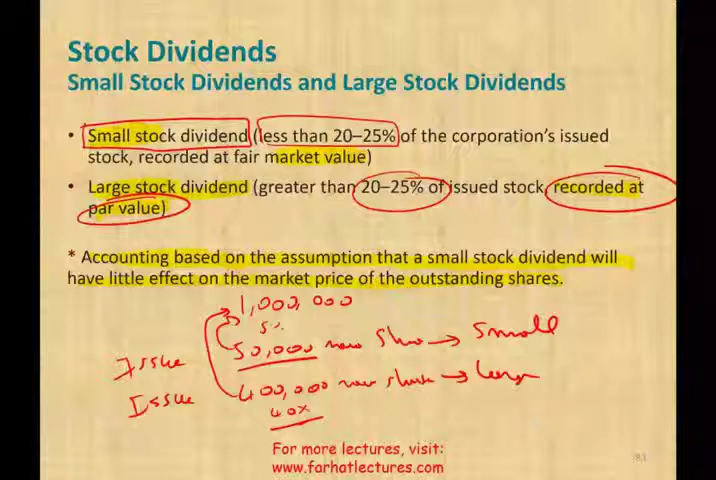 Stock Dividends
Small Stock Dividends and Large Stock Dividends
• Small stock dividend (less than 20–25% of the corporation's issued
stock, recorded at fair market value)
• Large stock dividend (greater than 20–25% of issued stock, recorded at
par value)
* Accounting based on the assumption that a small stock dividend will
have little effect on the market price of the outstanding shares.
1,000,000
5%
Issue 50,000 new → Small
Issue 400,000 new →
40%
For more lectures, visit:
www.farhatlectures.com